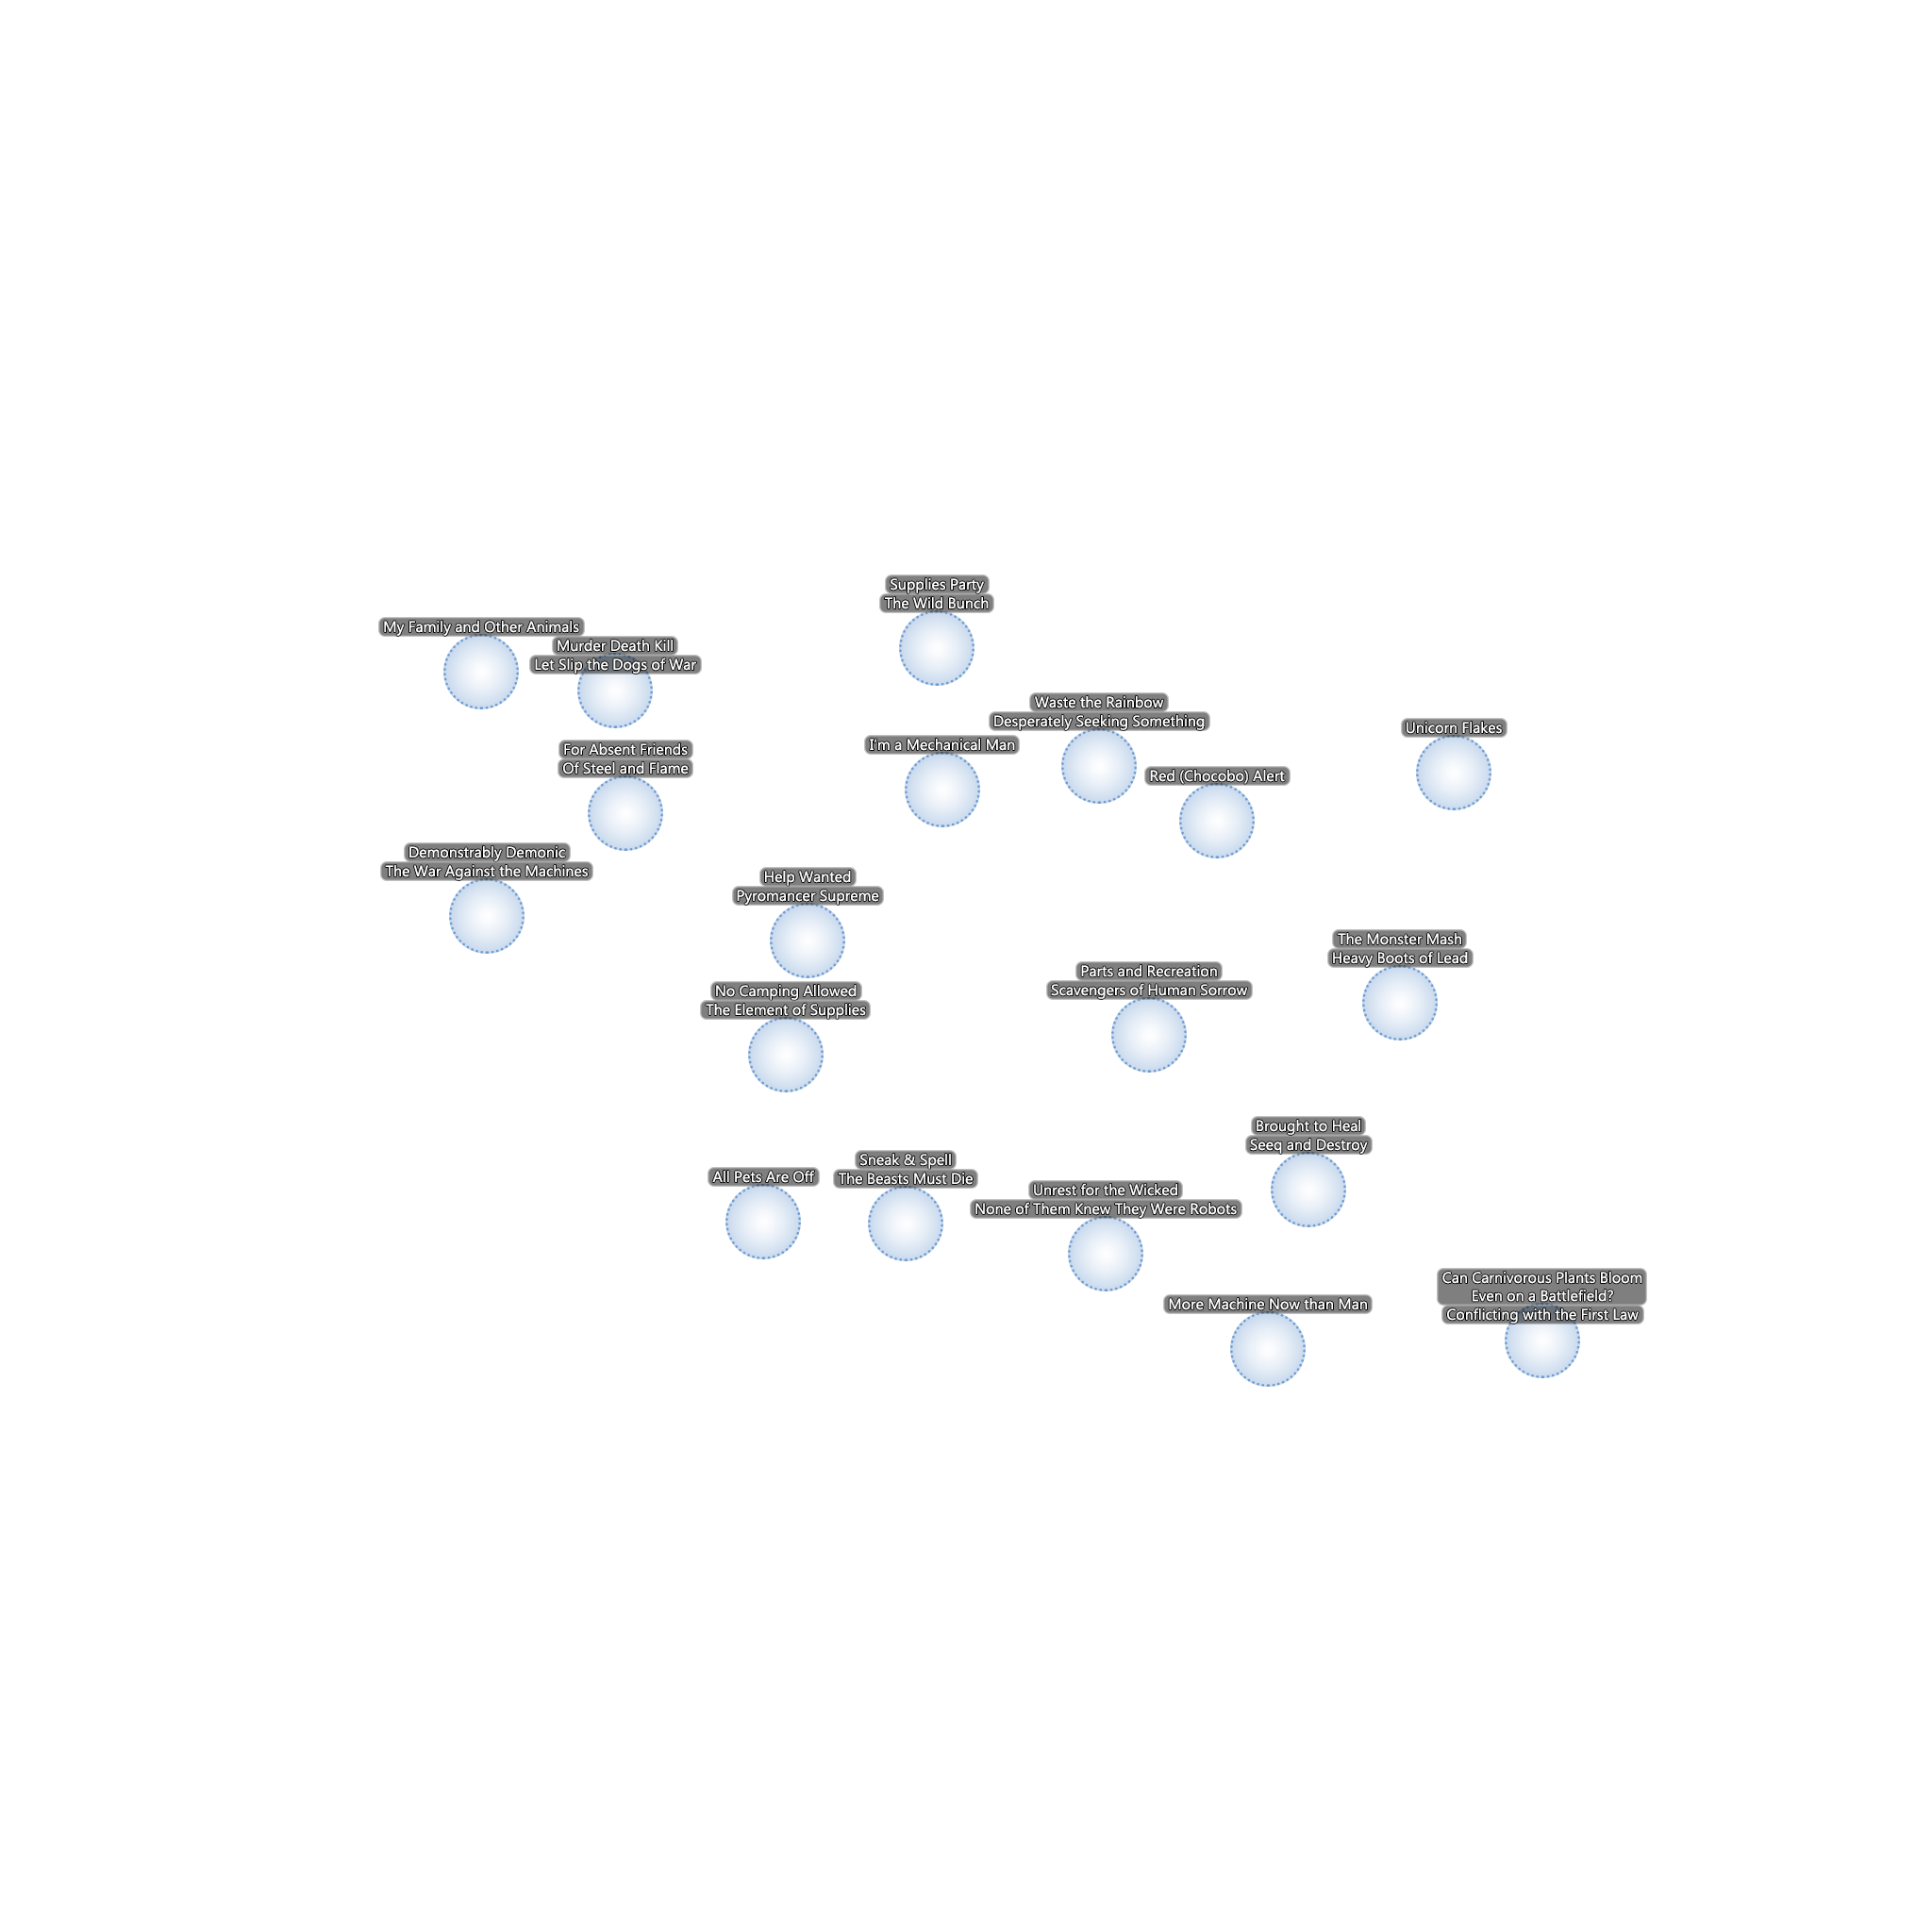 Supplies Party
The Wild Bunch
My Family and Other Animals
Murder Death Kill
Let Slip the Dogs of War
Waste the Rainbow
Desperately Seeking Something
Unicorn Flakes
I'm a Mechanical Man
For Absent Friends
Of Steel and Flame
Red (Chocobo) Alert
Demonstrably Demonic
The War Against the Machines
Help Wanted
Pyromancer Supreme
The Monster Mash
Heavy Boots of Lead
Parts and Recreation
Scavengers of Human Sorrow
No Camping Allowed
The Element of Supplies
Brought to Heal
Seeq and Destroy
All Pets Are Off
Sneak & Spell
The Beasts Must Die
Unrest for the Wicked
None of Them Knew They Were Robots
More Machine Now than Man
Can Carnivorous Plants Bloom
Even on a Battlefield?
Conflicting with the First Law